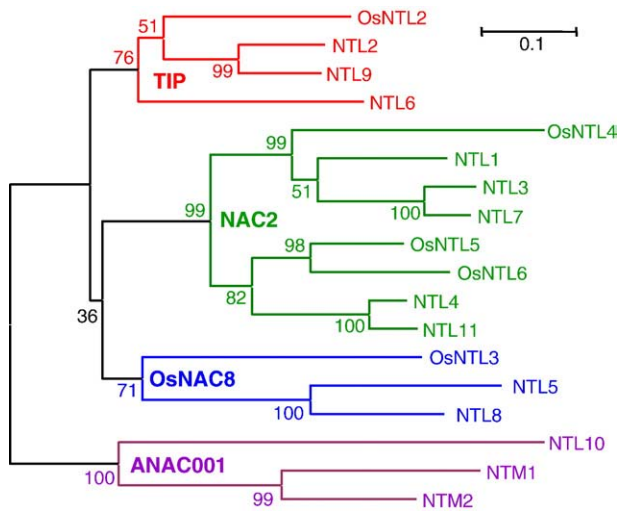 OsNTL2
51
NTL2
0.1
76
TIP
99
NTL9
NTL6
OsNTL4
99
NTL1
51
NTL3
99
NAC2
100
NTL7
98
OsNTL5
OsNTL6
82
NTL4
36
100
NTL11
OsNTL3
71
OsNAC8
NTL5
100
NTL8
NTL10
100
ANAC001
NTM1
99
NTM2